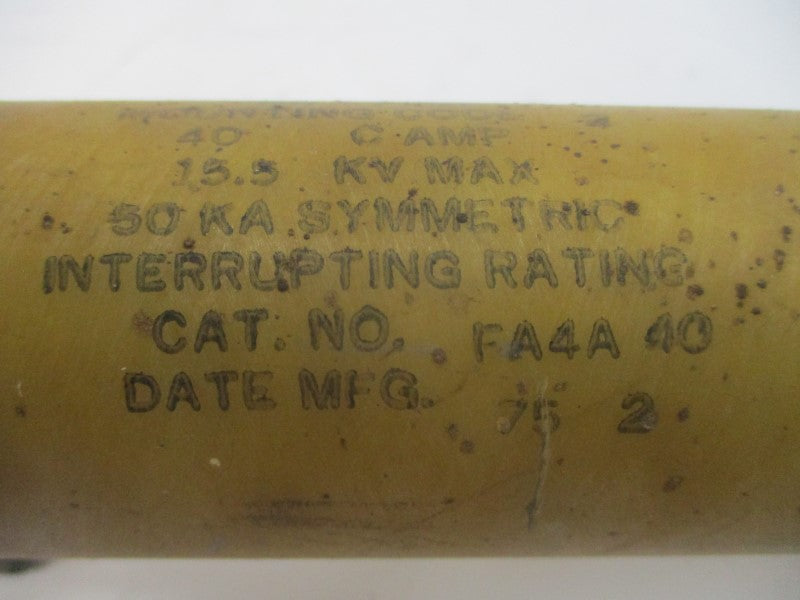 40 C AMP
15.5 KV MAX
50 KA SYMMETRIC
INTERRUPTING RATING
CAT. NO. FA4A 40
DATE MFG. 75 2